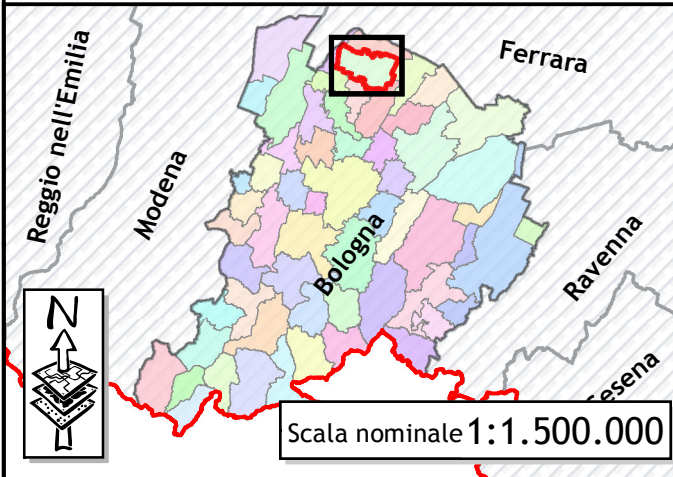 Ferrara
Reggio nell'Emilia
Modena
Bologna
Ravenna
N
Cesena
Scala nominale 1:1.500.000